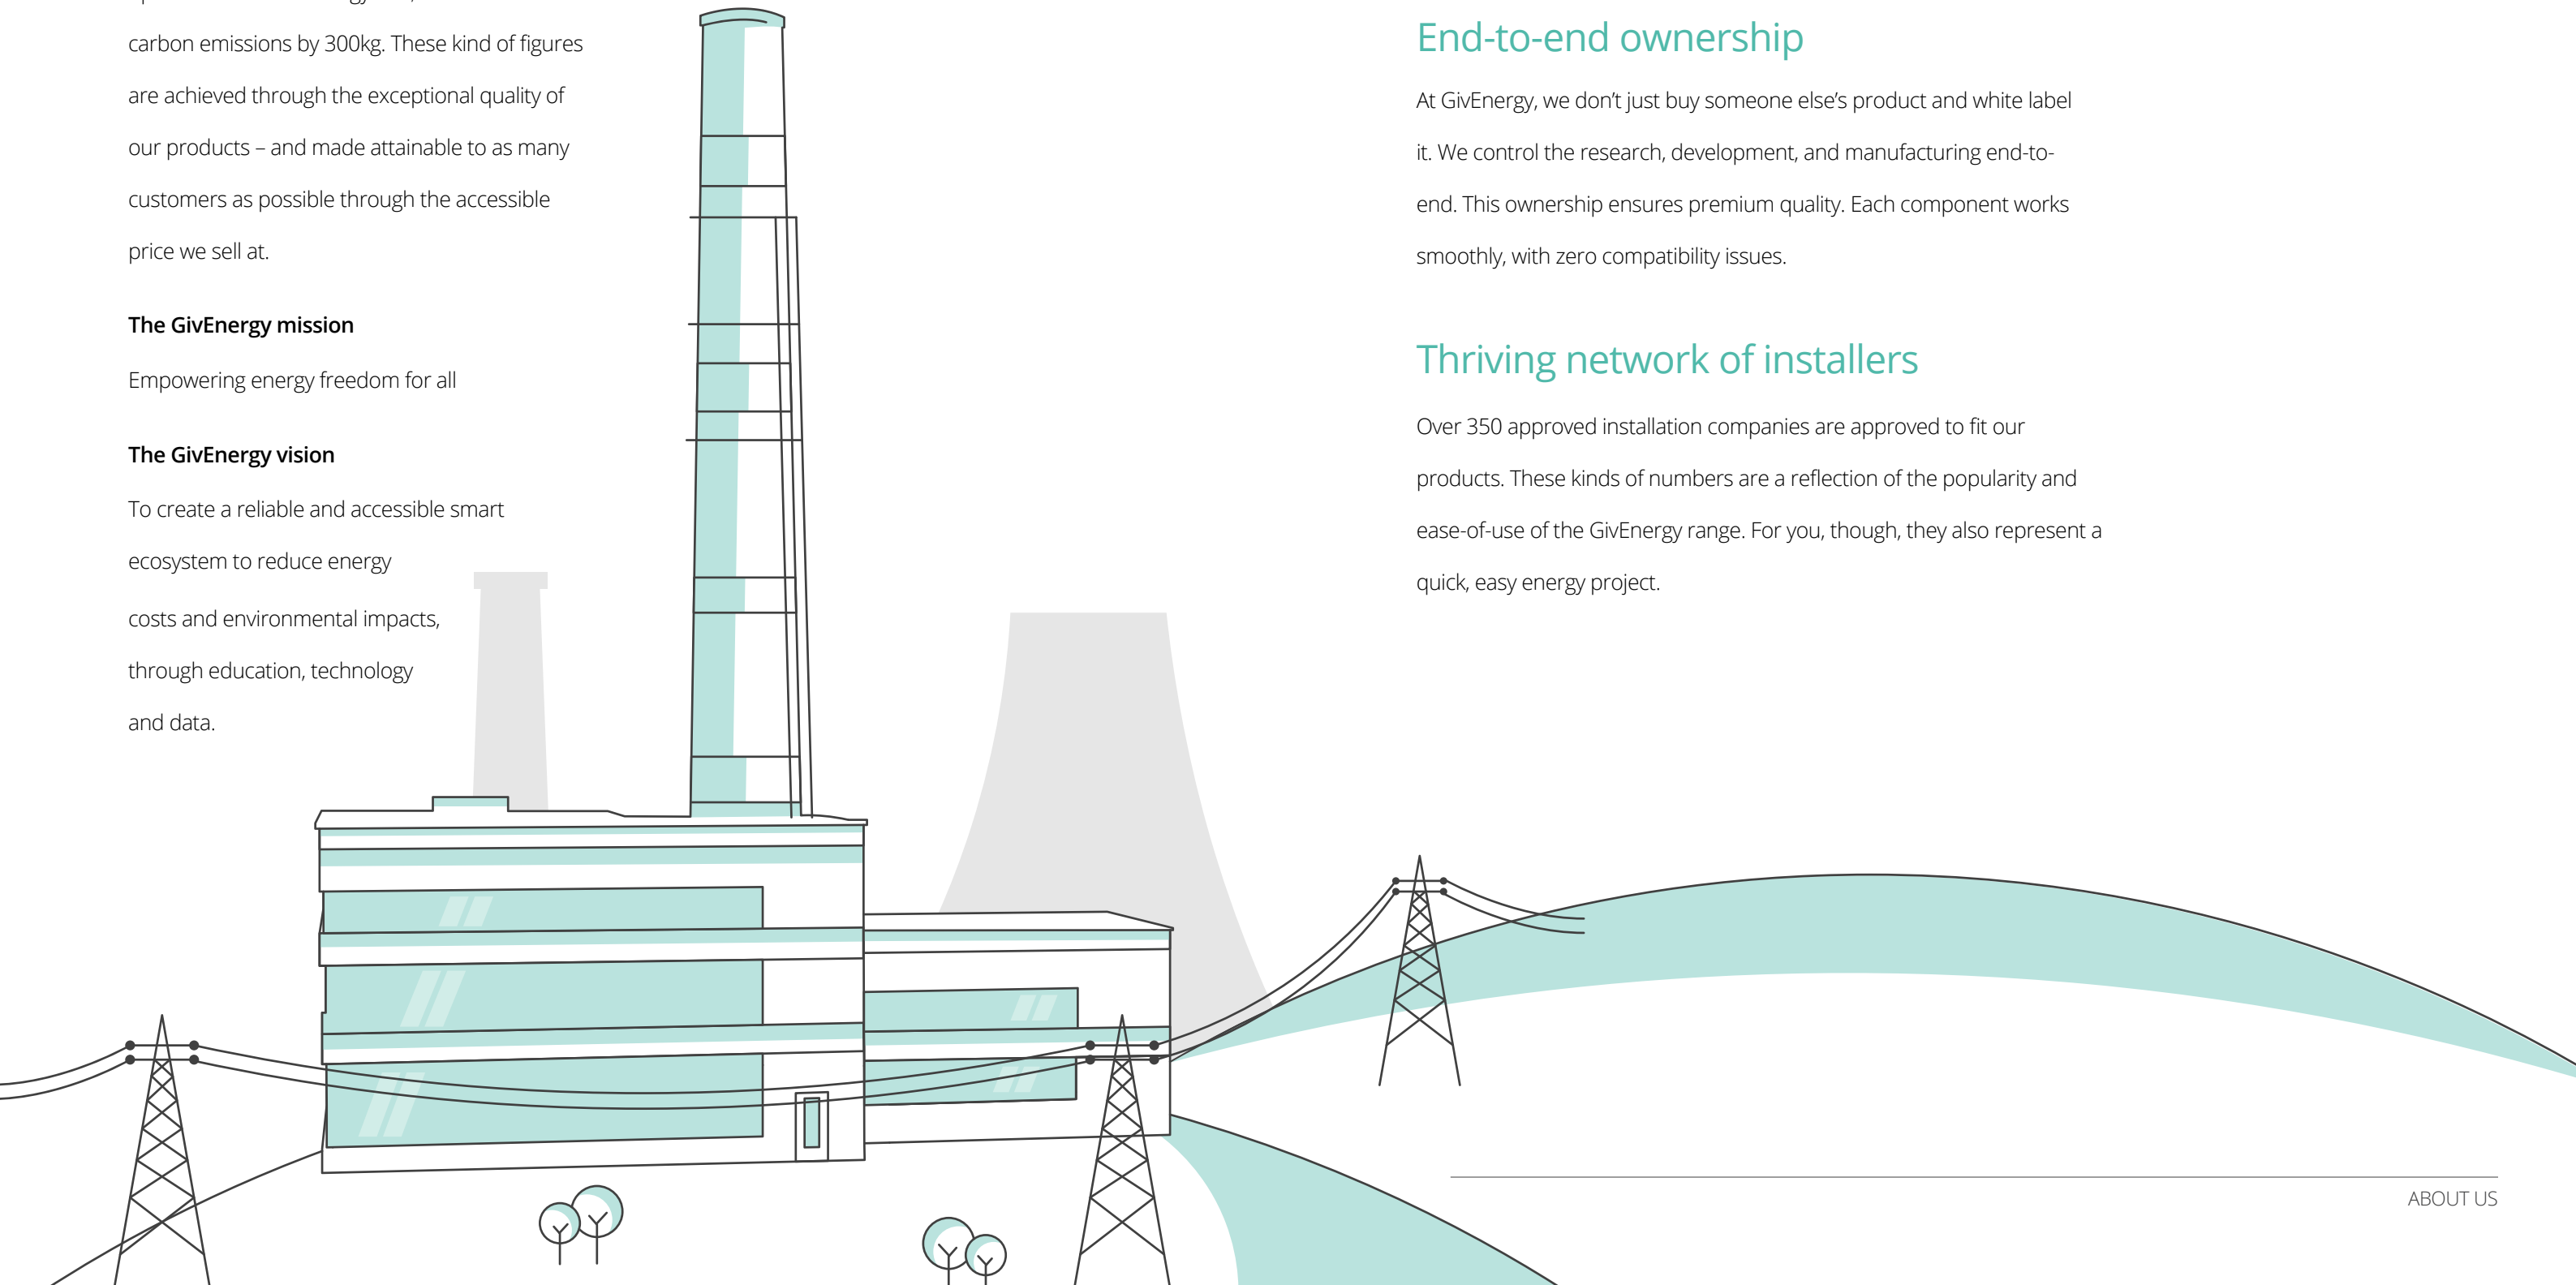 carbon emissions by 300kg. These kind of figures
are achieved through the exceptional quality of
our products – and made attainable to as many
customers as possible through the accessible
price we sell at.
The GivEnergy mission
Empowering energy freedom for all
The GivEnergy vision
To create a reliable and accessible smart
ecosystem to reduce energy
costs and environmental impacts,
through education, technology
and data.
End-to-end ownership
At GivEnergy, we don’t just buy someone else’s product and white label
it. We control the research, development, and manufacturing end-to-
end. This ownership ensures premium quality. Each component works
smoothly, with zero compatibility issues.
Thriving network of installers
Over 350 approved installation companies are approved to fit our
products. These kinds of numbers are a reflection of the popularity and
ease-of-use of the GivEnergy range. For you, though, they also represent a
quick, easy energy project.
ABOUT US